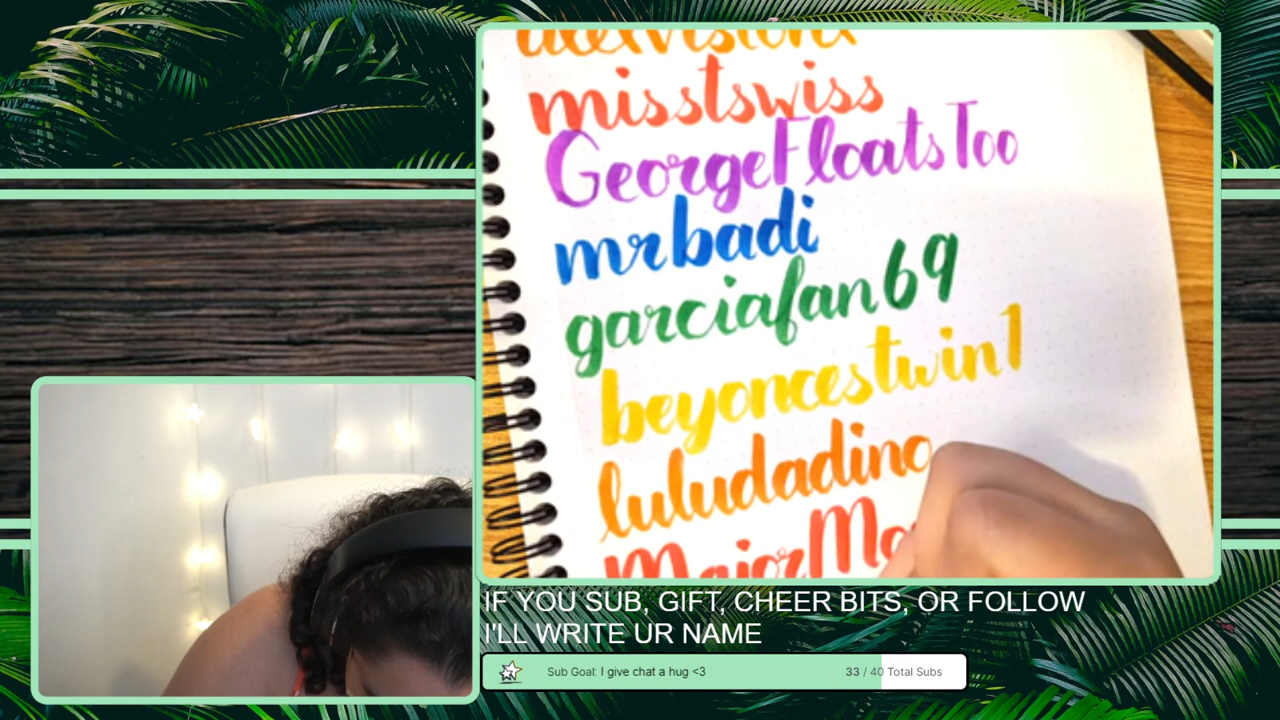 alexvisionx
misstswiss
GeorgeFloatsToo
mrbadi
garciafan69
beyoncestwin1
luludadino
IF YOU SUB, GIFT, CHEER BITS, OR FOLLOW
I'LL WRITE UR NAME
Sub Goal: I give chat a hug <3 33 / 40 Total Subs